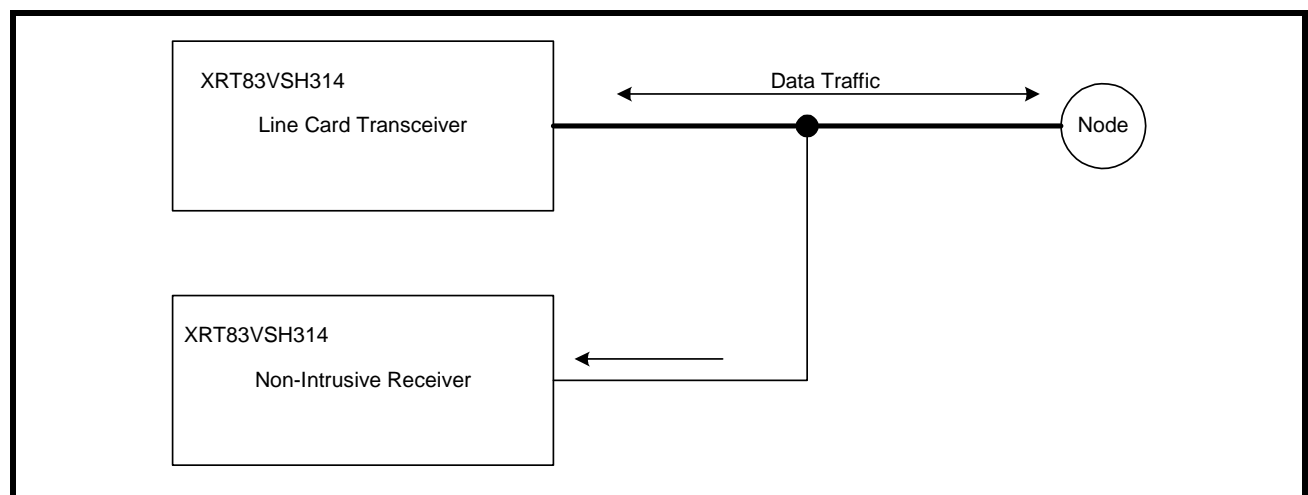 XRT83VSH314
Line Card Transceiver
Data Traffic
Node
XRT83VSH314
Non-Intrusive Receiver